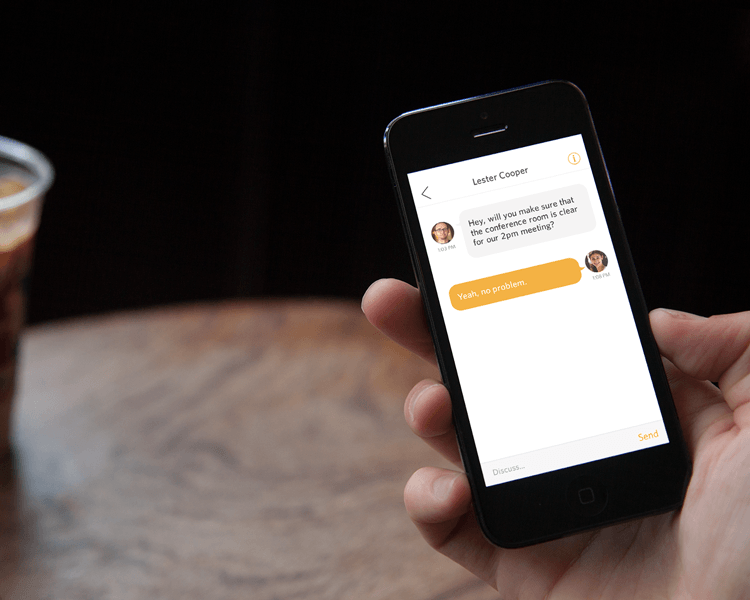 Lester Cooper
Hey, will you make sure that
the conference room is clear
for our 2pm meeting?
1:03 PM
Yeah, no problem.
1:08 PM
Discuss...
Send